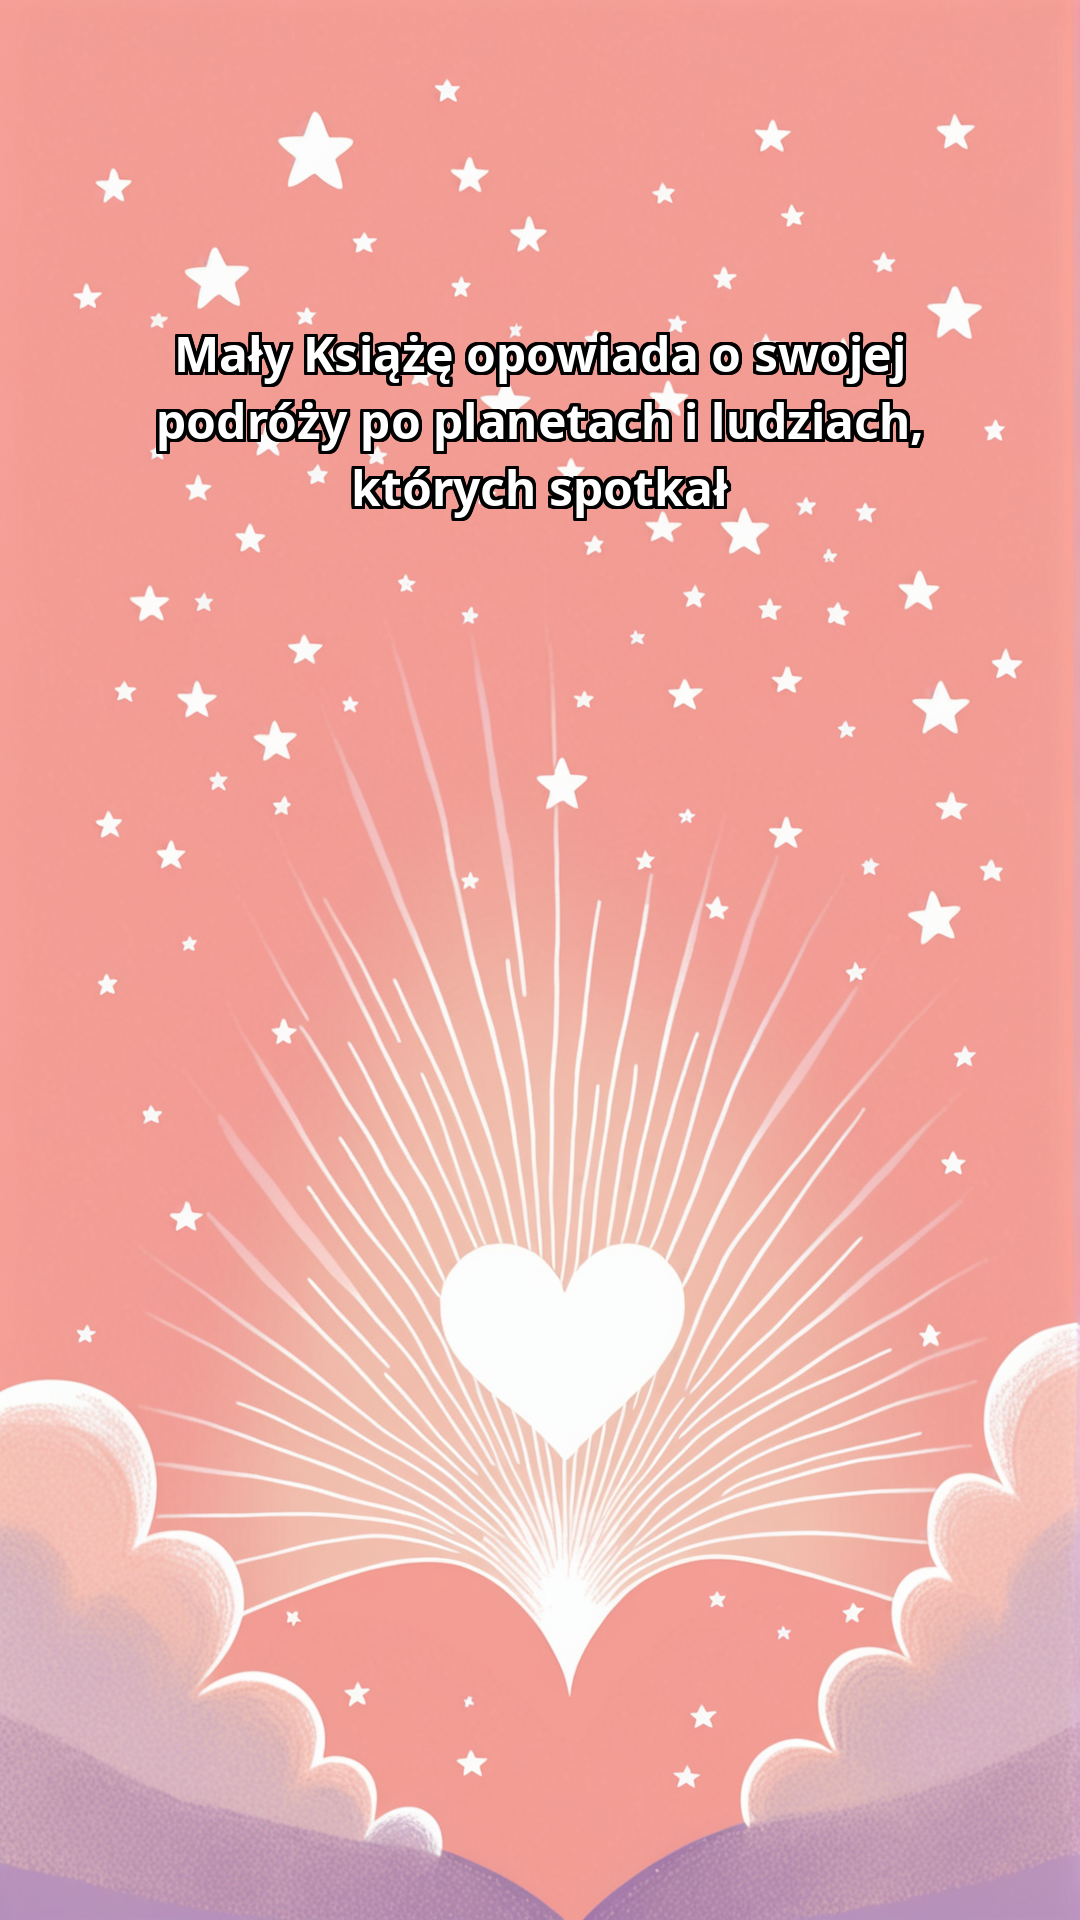 Mały Książę opowiada o swojej
podróży po planetach i ludziach,
których spotkał